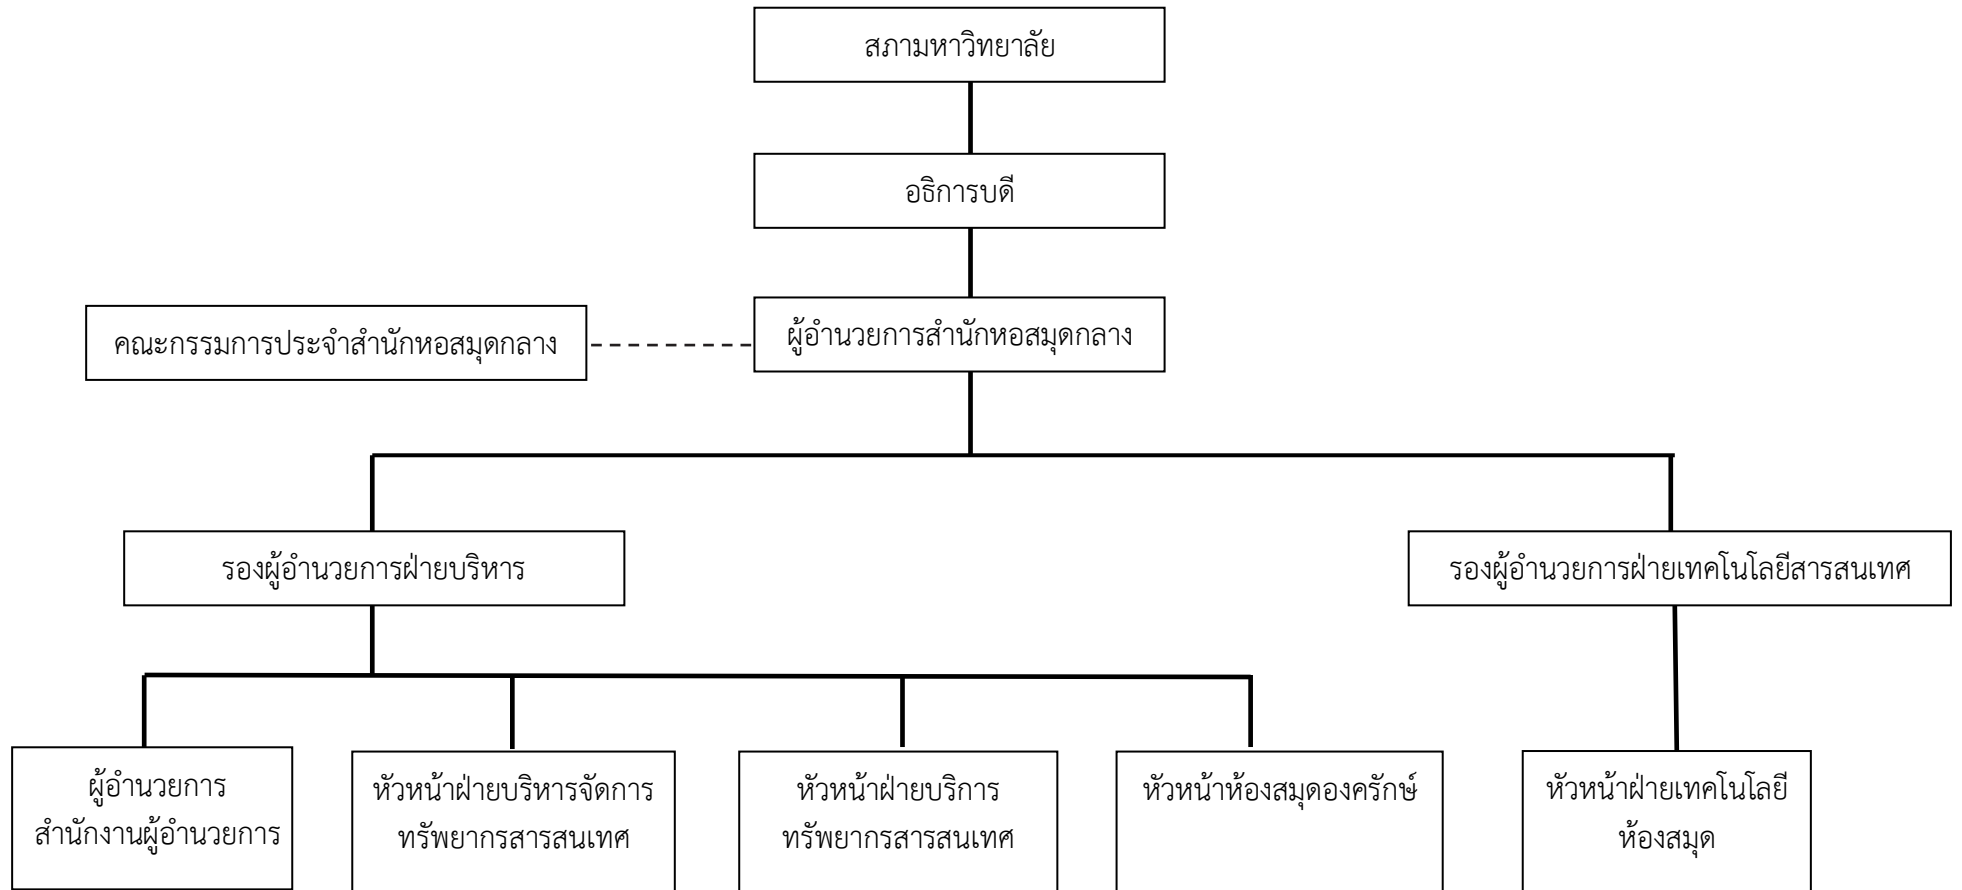 สภามหาวิทยาลัย
อธิการบดี
ผู้อำนวยการสำนักหอสมุดกลาง
คณะกรรมการประจำสำนักหอสมุดกลาง
รองผู้อำนวยการฝ่ายบริหาร
รองผู้อำนวยการฝ่ายเทคโนโลยีสารสนเทศ
ผู้อำนวยการ
สำนักงานผู้อำนวยการ
หัวหน้าฝ่ายบริหารจัดการ
ทรัพยากรสารสนเทศ
หัวหน้าฝ่ายบริการ
ทรัพยากรสารสนเทศ
หัวหน้าห้องสมุดองครักษ์
หัวหน้าฝ่ายเทคโนโลยี
ห้องสมุด